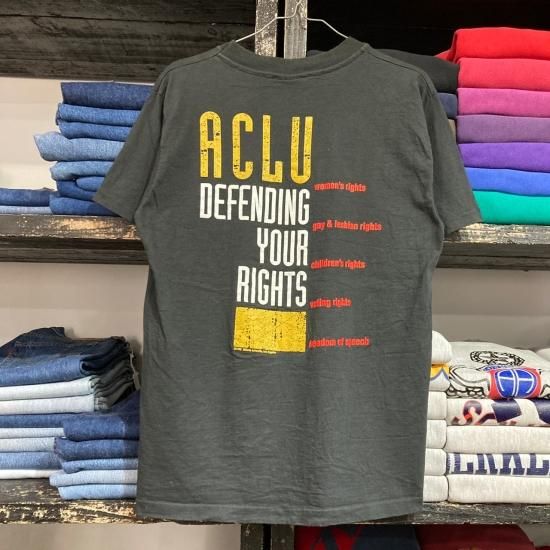 ACLU
DEFENDING
YOUR
RIGHTS
women's rights
gay & lesbian rights
children's rights
voting rights
freedom of speech